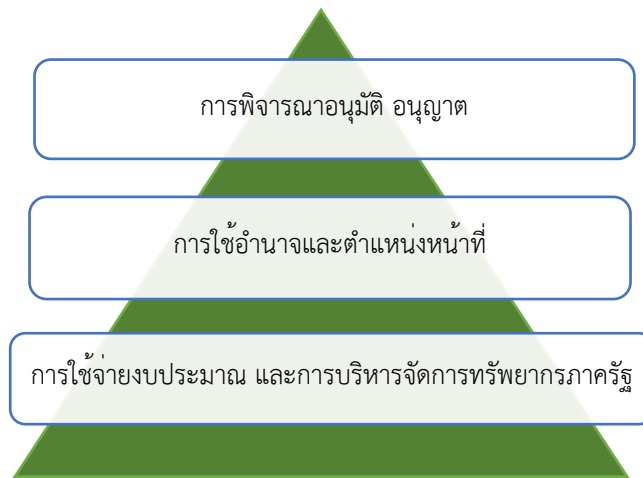 การพิจารณาอนุมัติ อนุญาต
การใช้อำนาจและตำแหน่งหน้าที่
การใช้จ่ายงบประมาณ และการบริหารจัดการทรัพยากรภาครัฐ